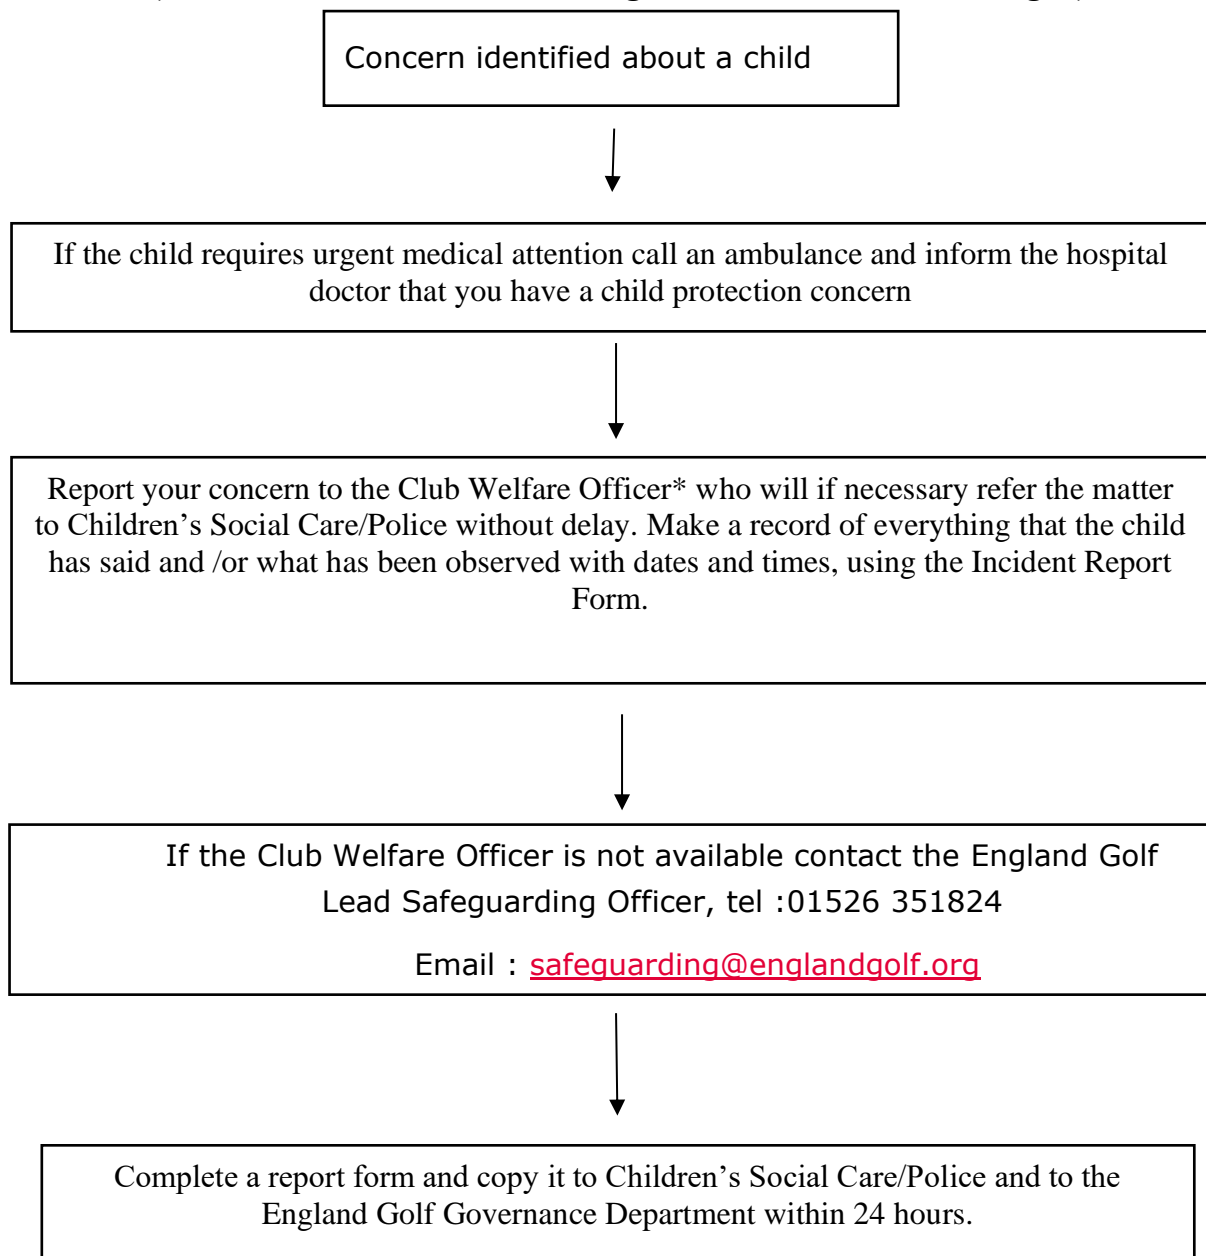 Concern identified about a child
If the child requires urgent medical attention call an ambulance and inform the hospital
doctor that you have a child protection concern
Report your concern to the Club Welfare Officer* who will if necessary refer the matter
to Children’s Social Care/Police without delay. Make a record of everything that the child
has said and /or what has been observed with dates and times, using the Incident Report
Form.
If the Club Welfare Officer is not available contact the England Golf
Lead Safeguarding Officer, tel :01526 351824
Email : safeguarding@englandgolf.org
Complete a report form and copy it to Children’s Social Care/Police and to the
England Golf Governance Department within 24 hours.